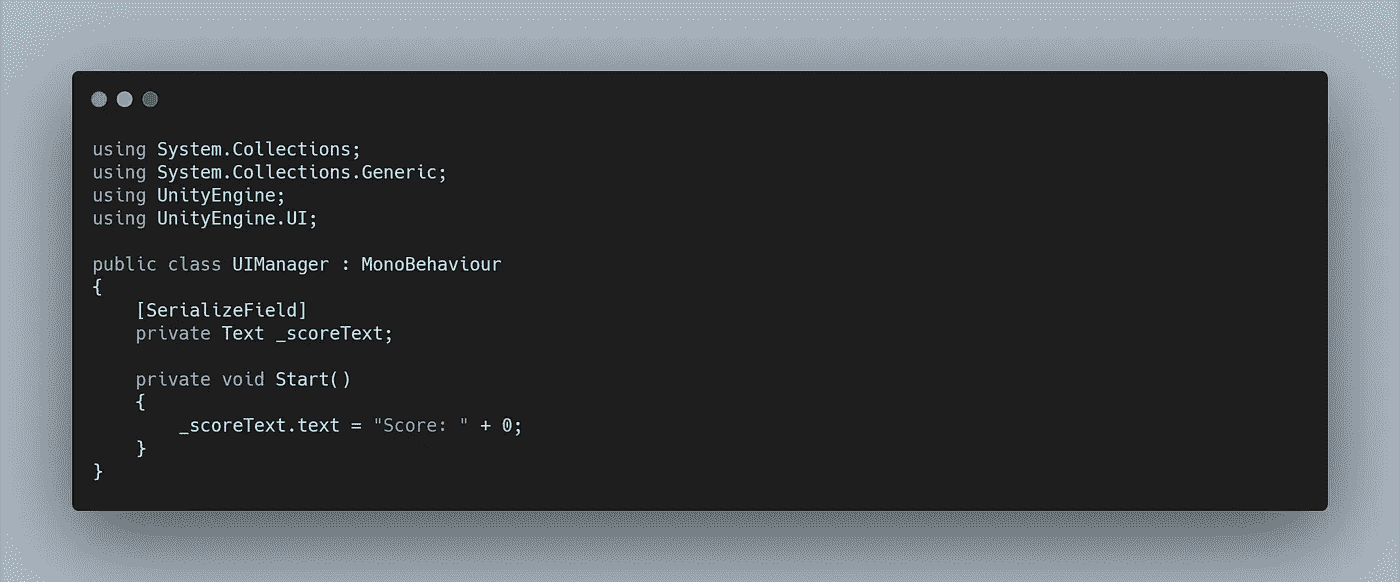 using System.Collections;
using System.Collections.Generic;
using UnityEngine;
using UnityEngine.UI;

public class UIManager : MonoBehaviour
{
    [SerializeField]
    private Text _scoreText;

    private void Start()
    {
        _scoreText.text = "Score: " + 0;
    }
}